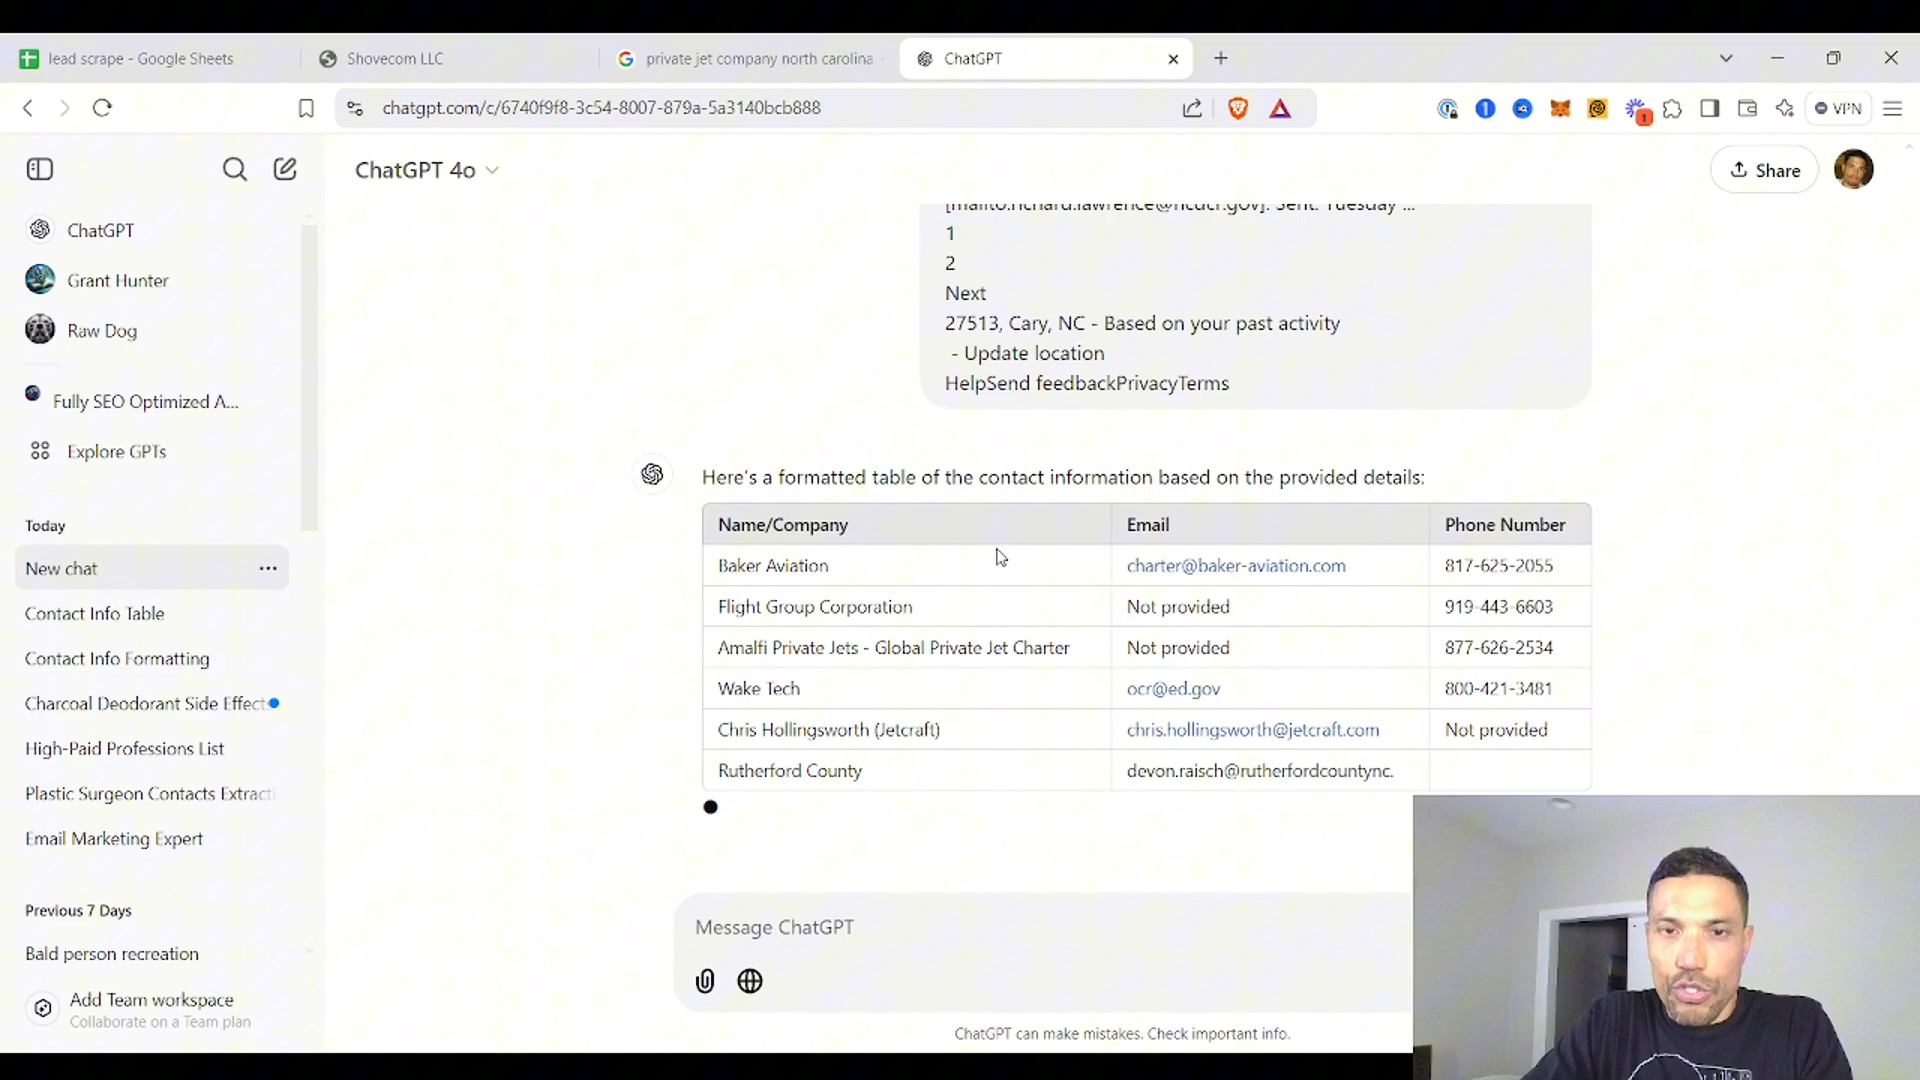 lead scrape - Google Sheets
Shovecom LLC
private jet company north carolina
ChatGPT
chatgpt.com/c/6740f9f8-3c54-8007-879a-5a3140bcb888
1
VPN
ChatGPT 4o
Share
ChatGPT
Grant Hunter
Raw Dog
Fully SEO Optimized A...
Explore GPTs
Today
New chat
Contact Info Table
Contact Info Formatting
Charcoal Deodorant Side Effect
High-Paid Professions List
Plastic Surgeon Contacts Extract
Email Marketing Expert
Previous 7 Days
Bald person recreation
Add Team workspace
Collaborate on a Team plan
[mailto:richard.lawrence@ncdcr.gov]. Sent: Tuesday ...
1
2
Next
27513, Cary, NC - Based on your past activity
- Update location
HelpSend feedbackPrivacyTerms
Here's a formatted table of the contact information based on the provided details:
Name/Company Email Phone Number
Baker Aviation charter@baker-aviation.com 817-625-2055
Flight Group Corporation Not provided 919-443-6603
Amalfi Private Jets - Global Private Jet Charter Not provided 877-626-2534
Wake Tech ocr@ed.gov 800-421-3481
Chris Hollingsworth (Jetcraft) chris.hollingsworth@jetcraft.com Not provided
Rutherford County devon.raisch@rutherfordcountync.
Message ChatGPT
ChatGPT can make mistakes. Check important info.